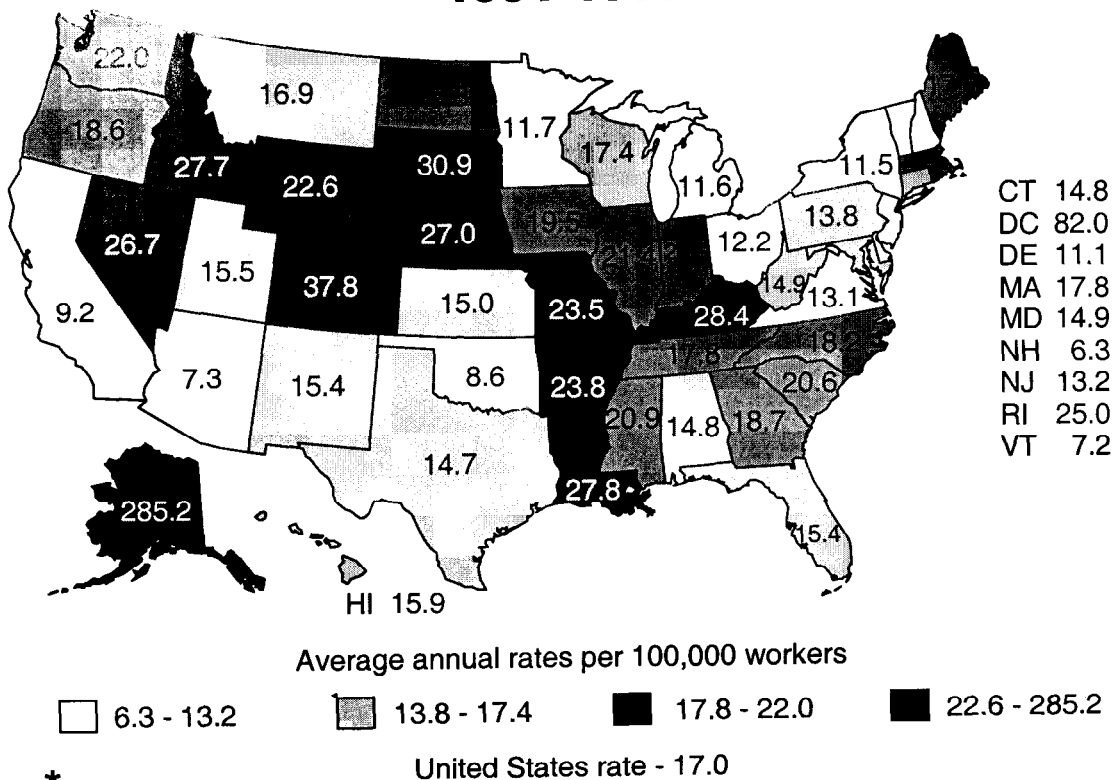 22.0
16.9
18.6
11.7
17.4
27.7
30.9
22.6
11.6
11.5
CT 14.8
DC 82.0
DE 11.1
MA 17.8
MD 14.9
NH 6.3
NJ 13.2
RI 25.0
VT 7.2
19.5
13.8
26.7
27.0
12.2
15.5
37.8
21.4
14.9
13.1
9.2
15.0
23.5
28.4
17.8
18.2
7.3
15.4
8.6
23.8
20.6
20.9
14.8
18.7
14.7
27.8
285.2
15.4
HI 15.9
Average annual rates per 100,000 workers
6.3 - 13.2
13.8 - 17.4
17.8 - 22.0
22.6 - 285.2
* United States rate - 17.0